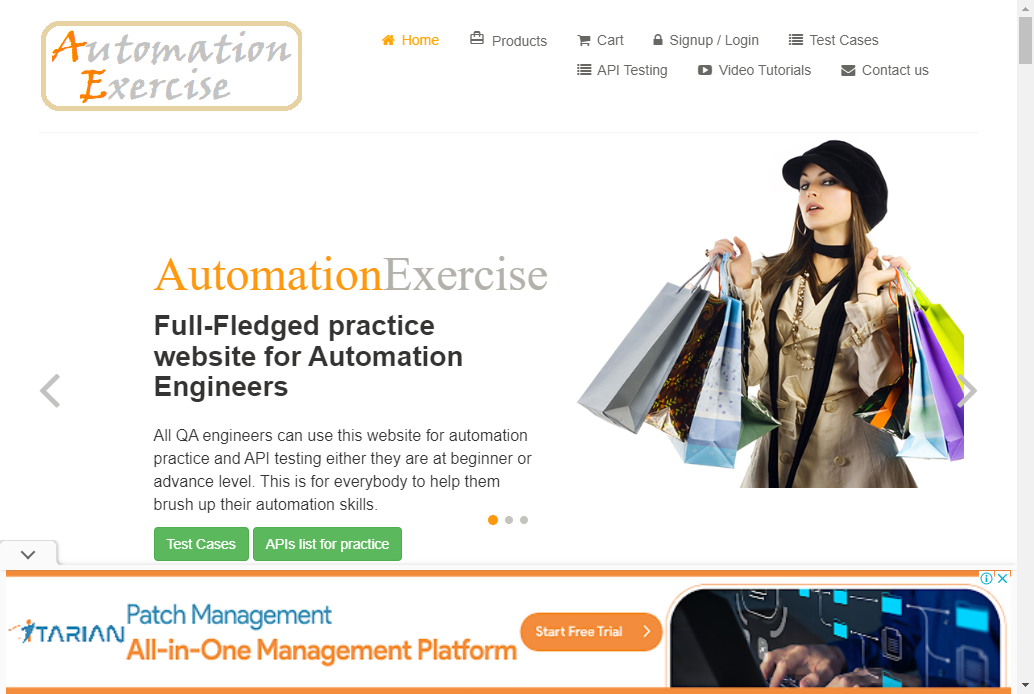 Automation
Exercise
Home
Products
Cart
Signup / Login
Test Cases
API Testing
Video Tutorials
Contact us
AutomationExercise
Full-Fledged practice
website for Automation
Engineers
All QA engineers can use this website for automation
practice and API testing either they are at beginner or
advance level. This is for everybody to help them
brush up their automation skills.
Test Cases
APIs list for practice
ITARIAN
Patch Management
All-in-One Management Platform
Start Free Trial